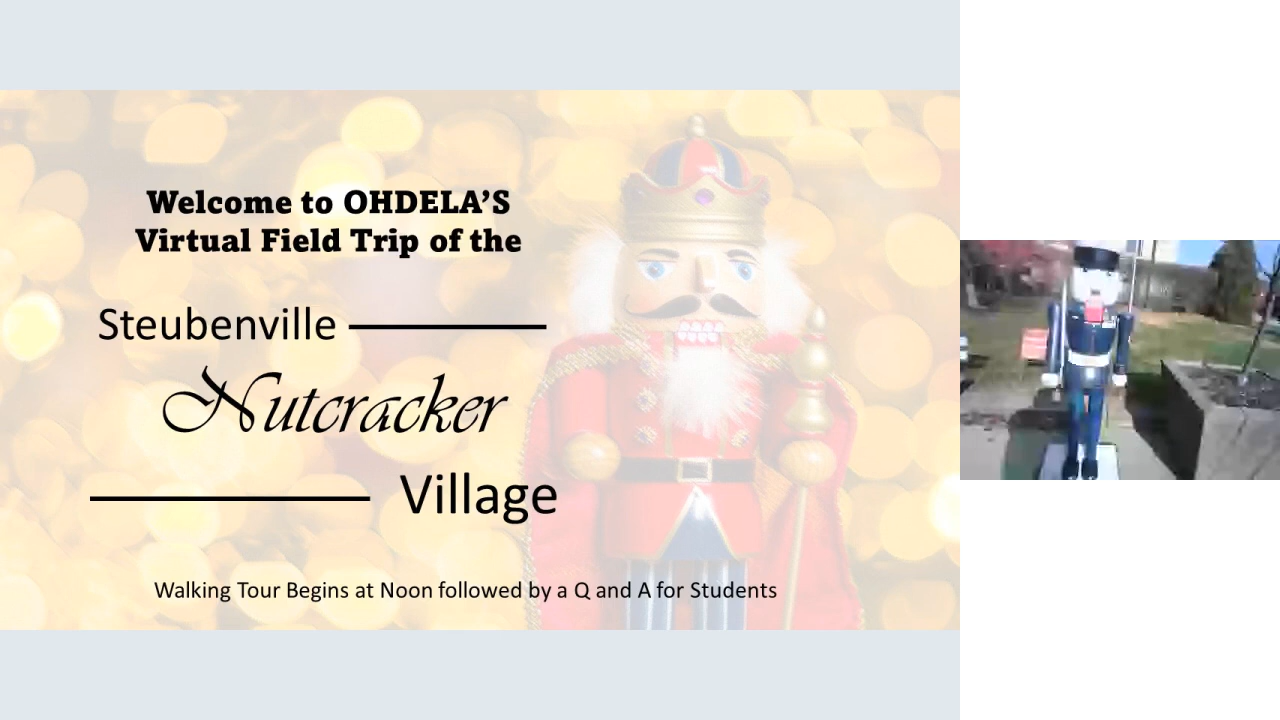 Welcome to OHDELA’S
Virtual Field Trip of the
Steubenville
Nutcracker
Village
Walking Tour Begins at Noon followed by a Q and A for Students